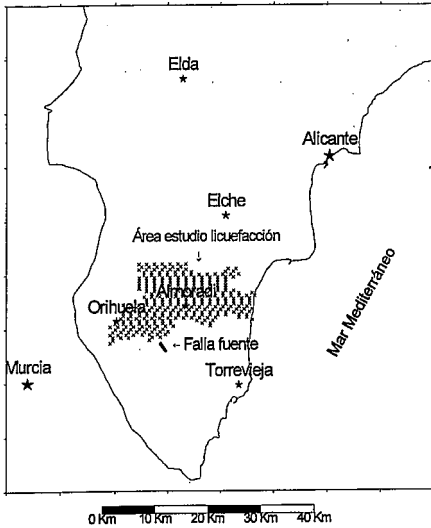 Elda
Alicante
Elche
Área estudio licuefacción
Almoradí
Orihuela
Mar Mediterráneo
Falla fuente
Murcia
Torrevieja
0 Km 10 Km 20 Km 30 Km 40 Km